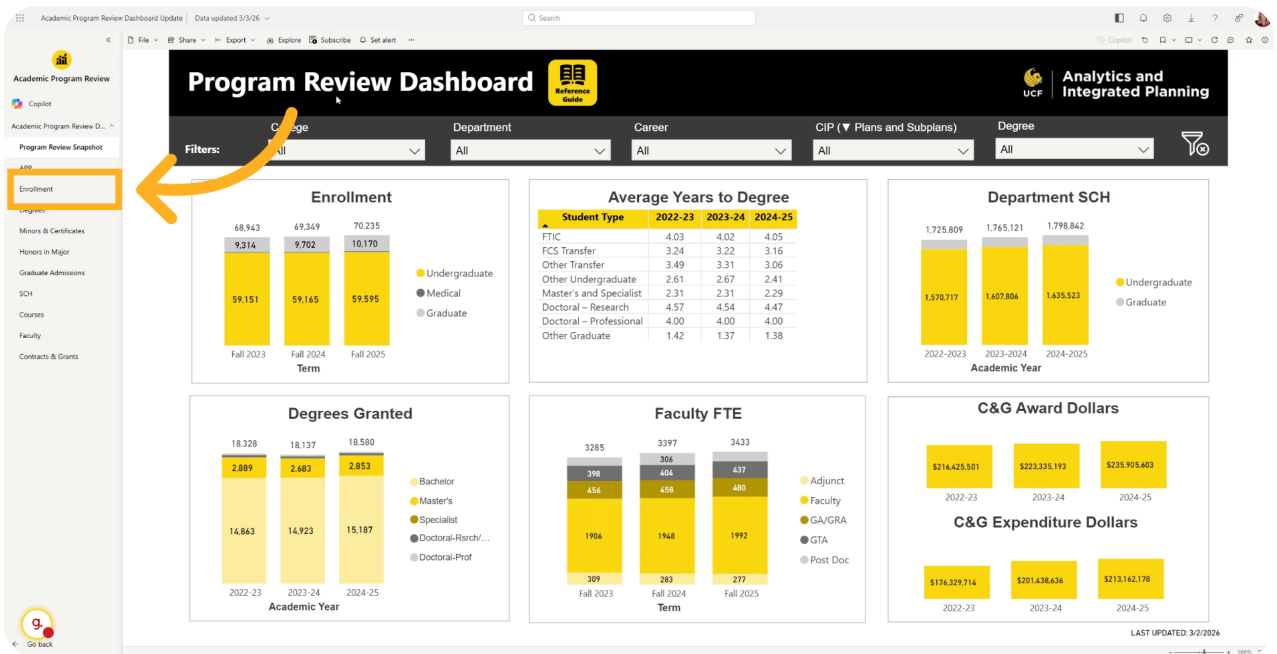 Academic Program Review Dashboard Update | Data updated 3/3/26
Search
File Share Export Explore Subscribe Set alert ...
Copilot
Academic Program Review
Copilot
Academic Program Review D...
Program Review Snapshot
APR
Enrollment
Degrees
Minors & Certificates
Honors in Major
Graduate Admissions
SCH
Courses
Faculty
Contracts & Grants
g.
Go back
Program Review Dashboard
Reference
Guide
UCF
Analytics and
Integrated Planning
Filters:
Department
All
Career
All
CIP (▼ Plans and Subplans)
All
Degree
All
Enrollment
68,943 69,349 70,235
9,314 9,702 10,170
59,151 59,165 59,595
Fall 2023 Fall 2024 Fall 2025
Term
Undergraduate
Medical
Graduate
Average Years to Degree
Student Type 2022-23 2023-24 2024-25
FTIC 4.03 4.02 4.05
FCS Transfer 3.24 3.22 3.16
Other Transfer 3.49 3.31 3.06
Other Undergraduate 2.61 2.67 2.41
Master's and Specialist 2.31 2.31 2.29
Doctoral – Research 4.57 4.54 4.47
Doctoral – Professional 4.00 4.00 4.00
Other Graduate 1.42 1.37 1.38
Department SCH
1,725,809 1,765,121 1,798,842
1,570,717 1,607,806 1,635,523
2022-2023 2023-2024 2024-2025
Academic Year
Undergraduate
Graduate
Degrees Granted
18,328 18,137 18,580
2,889 2,683 2,853
14,863 14,923 15,187
2022-23 2023-24 2024-25
Academic Year
Bachelor
Master's
Specialist
Doctoral-Rsrch/...
Doctoral-Prof
Faculty FTE
3285 3397 3433
306
398 404 437
456 458 480
1906 1948 1992
309 283 277
Fall 2023 Fall 2024 Fall 2025
Term
Adjunct
Faculty
GA/GRA
GTA
Post Doc
C&G Award Dollars
$216,425,501 $223,335,193 $235,905,603
2022-23 2023-24 2024-25
C&G Expenditure Dollars
$176,329,714 $201,438,636 $213,162,178
2022-23 2023-24 2024-25
LAST UPDATED: 3/2/2026